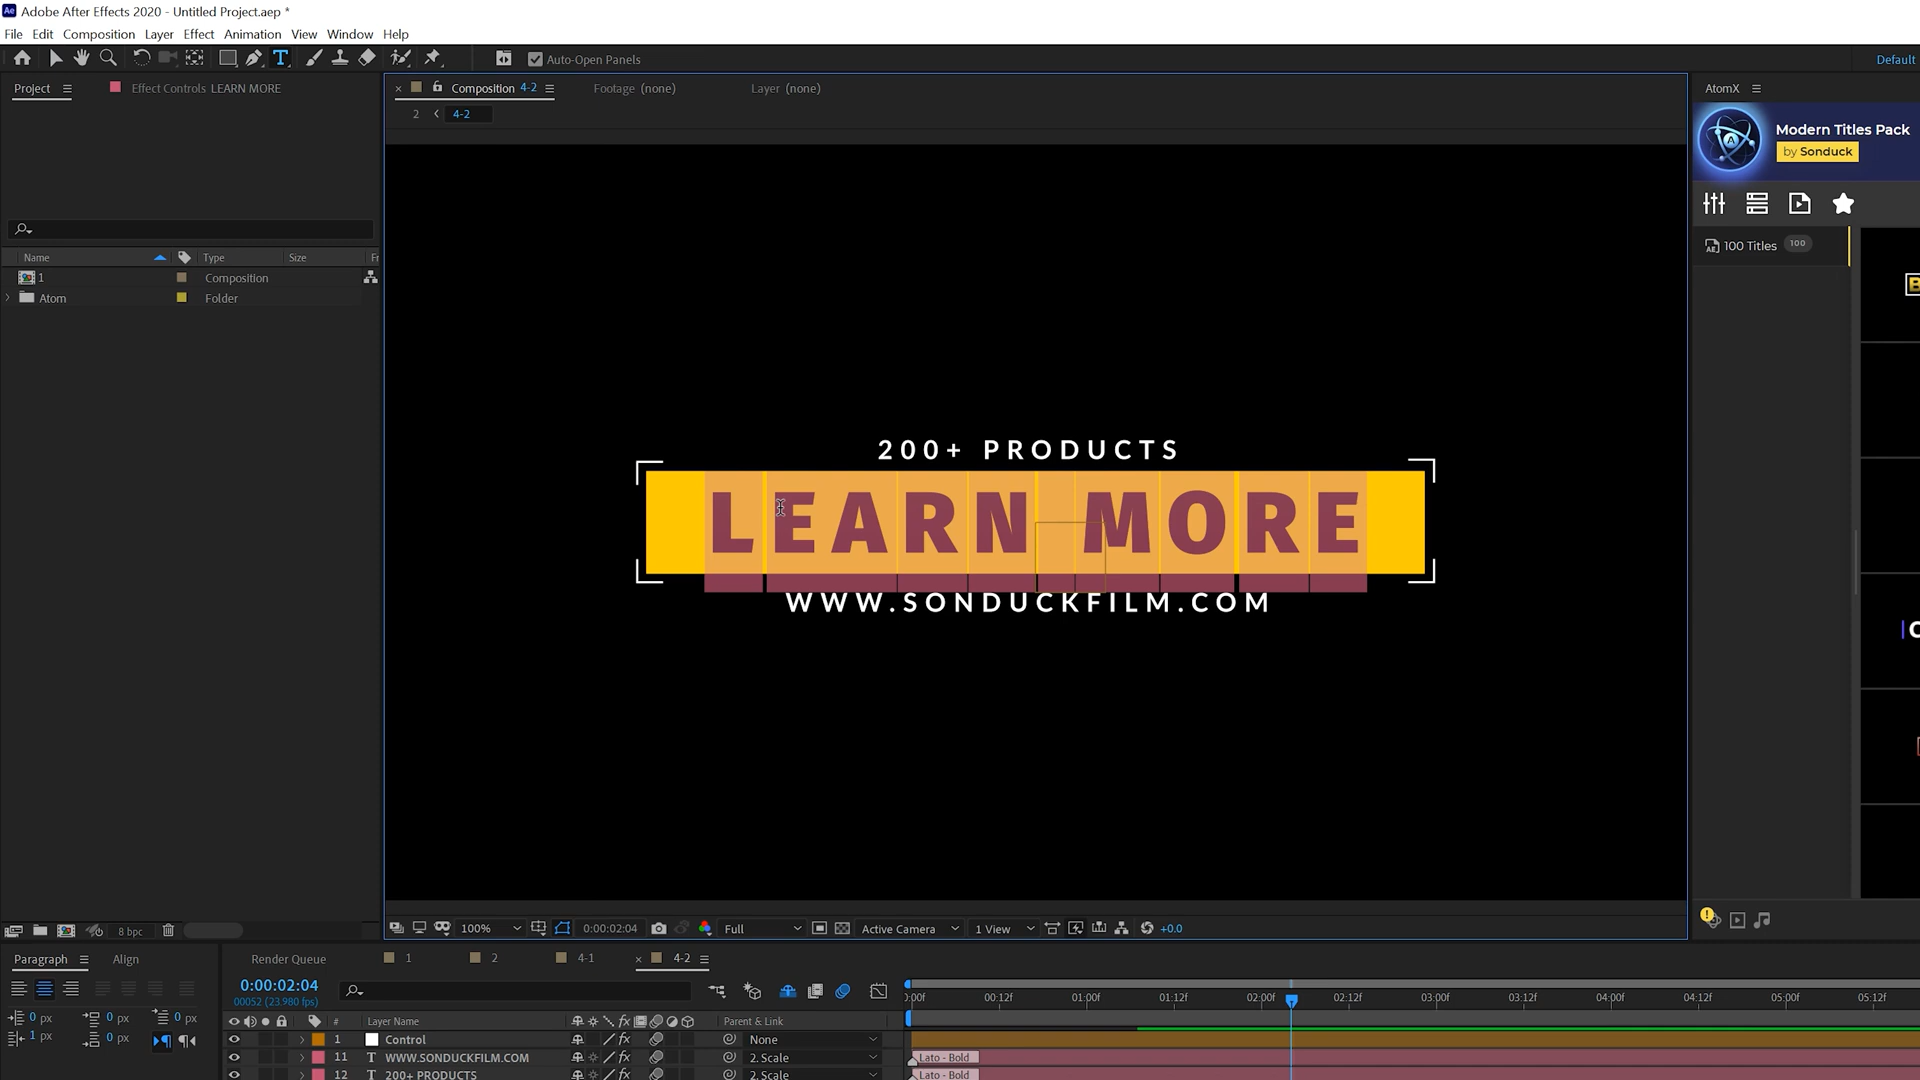 Adobe After Effects 2020 - Untitled Project.aep *
File Edit Composition Layer Effect Animation View Window Help
Auto-Open Panels
Default
Project
Effect Controls LEARN MORE
Composition 4-2
Footage (none)
Layer (none)
2 < 4-2
AtomX
Modern Titles Pack
by Sonduck
100 Titles 100
Name Type Size Fr
1 Composition
Atom Folder
200+ PRODUCTS
LEARN MORE
WWW.SONDUCKFILM.COM
8 bpc
100% 0:00:02:04 Full Active Camera 1 View +0.0
Paragraph Align
Render Queue 1 2 4-1 4-2
0:00:02:04
00052 (23.980 fps)
0 px 0 px 0 px
1 px 0 px
:00f 00:12f 01:00f 01:12f 02:00f 02:12f 03:00f 03:12f 04:00f 04:12f 05:00f 05:12f
# Layer Name Parent & Link
1 Control None
11 WWW.SONDUCKFILM.COM 2. Scale Lato - Bold
12 200+ PRODUCTS 2. Scale Lato - Bold